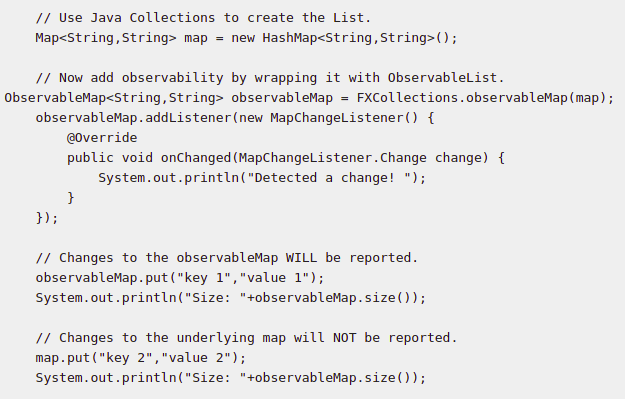 // Use Java Collections to create the List.
Map<String,String> map = new HashMap<String,String>();
// Now add observability by wrapping it with ObservableList.
ObservableMap<String,String> observableMap = FXCollections.observableMap(map);
observableMap.addListener(new MapChangeListener() {
@Override
public void onChanged(MapChangeListener.Change change) {
System.out.println("Detected a change! ");
}
});
// Changes to the observableMap WILL be reported.
observableMap.put("key 1","value 1");
System.out.println("Size: "+observableMap.size());
// Changes to the underlying map will NOT be reported.
map.put("key 2","value 2");
System.out.println("Size: "+observableMap.size());